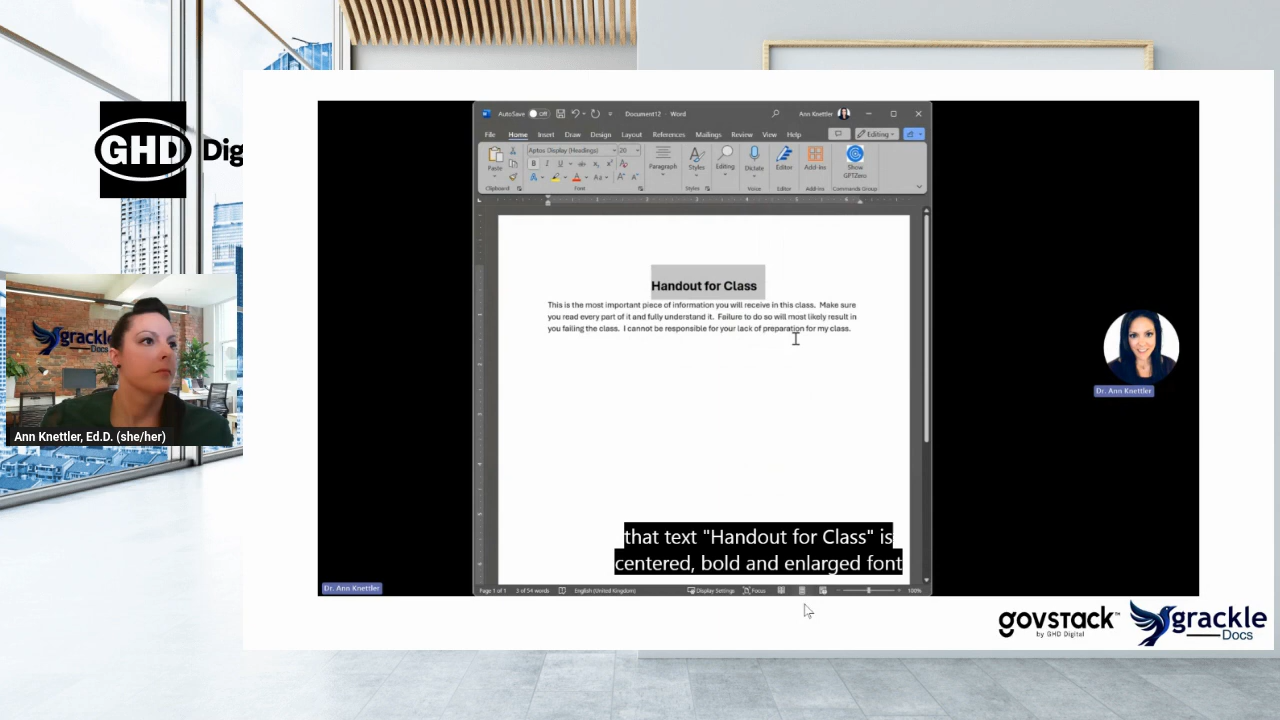 GHD
Dig
grackle
Docs
Ann Knettler, Ed.D. (she/her)
AutoSave
Off
Document12 - Word
Ann Knettler
File
Home
Insert
Draw
Design
Layout
References
Mailings
Review
View
Help
Editing
Paste
Aptos Display (Headings)
20
Paragraph
Styles
Editing
Dictate
Editor
Add-ins
Show
GPTZero
Clipboard
Font
Styles
Voice
Editor
Add-ins
Commands Group
Handout for Class
This is the most important piece of information you will receive in this class. Make sure
you read every part of it and fully understand it. Failure to do so will most likely result in
you failing the class. I cannot be responsible for your lack of preparation for my class.
that text "Handout for Class" is
centered, bold and enlarged font
Dr. Ann Knettler
Page 1 of 1
3 of 54 words
English (United Kingdom)
Display Settings
Focus
100%
Dr. Ann Knettler
govstack™
by GHD Digital
grackle
Docs